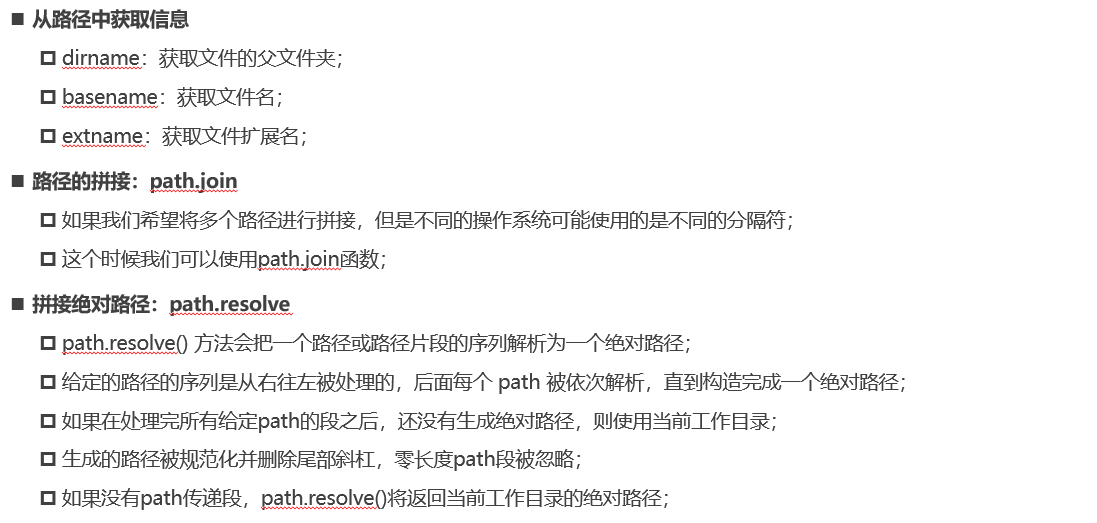 ■ 从路径中获取信息
dirname：获取文件的父文件夹；
basename：获取文件名；
extname：获取文件扩展名；
■ 路径的拼接：path.join
如果我们希望将多个路径进行拼接，但是不同的操作系统可能使用的是不同的分隔符；
这个时候我们可以使用path.join函数；
■ 拼接绝对路径：path.resolve
path.resolve() 方法会把一个路径或路径片段的序列解析为一个绝对路径；
给定的路径的序列是从右往左被处理的，后面每个 path 被依次解析，直到构造完成一个绝对路径；
如果在处理完所有给定path的段之后，还没有生成绝对路径，则使用当前工作目录；
生成的路径被规范化并删除尾部斜杠，零长度path段被忽略；
如果没有path传递段，path.resolve()将返回当前工作目录的绝对路径；